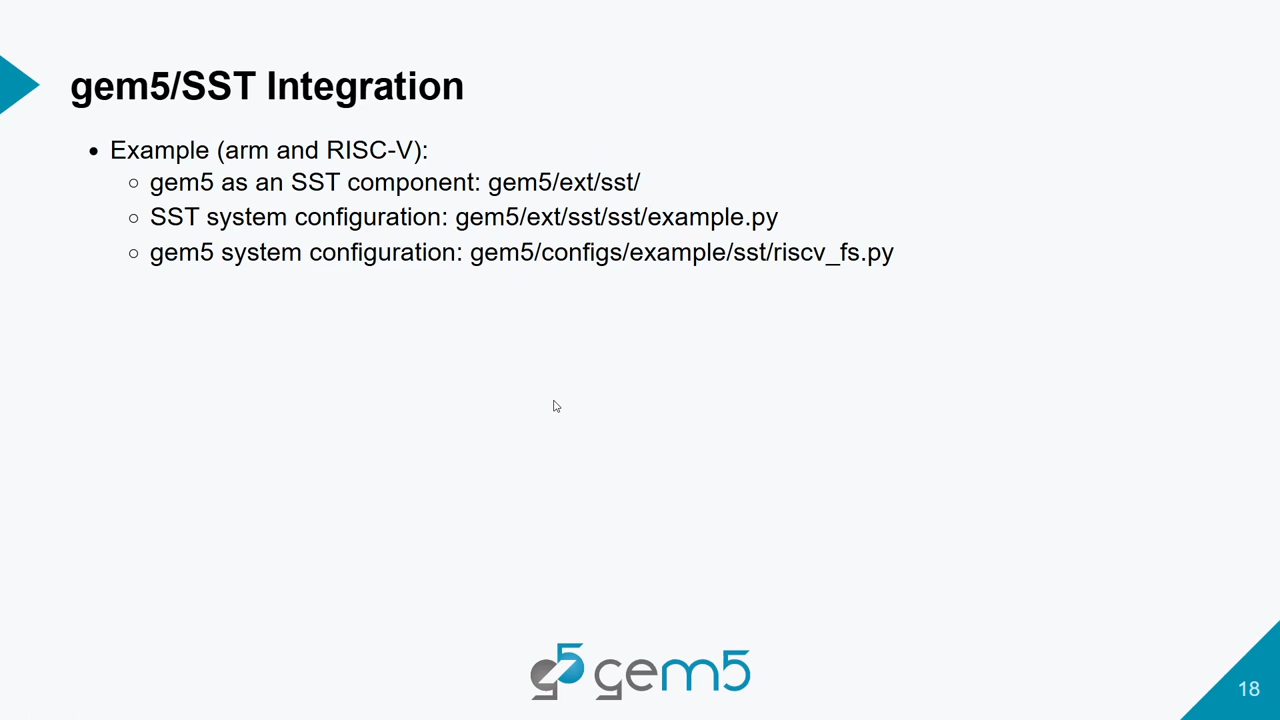 gem5/SST Integration
• Example (arm and RISC-V):
○ gem5 as an SST component: gem5/ext/sst/
○ SST system configuration: gem5/ext/sst/sst/example.py
○ gem5 system configuration: gem5/configs/example/sst/riscv_fs.py
g5 gem5
18